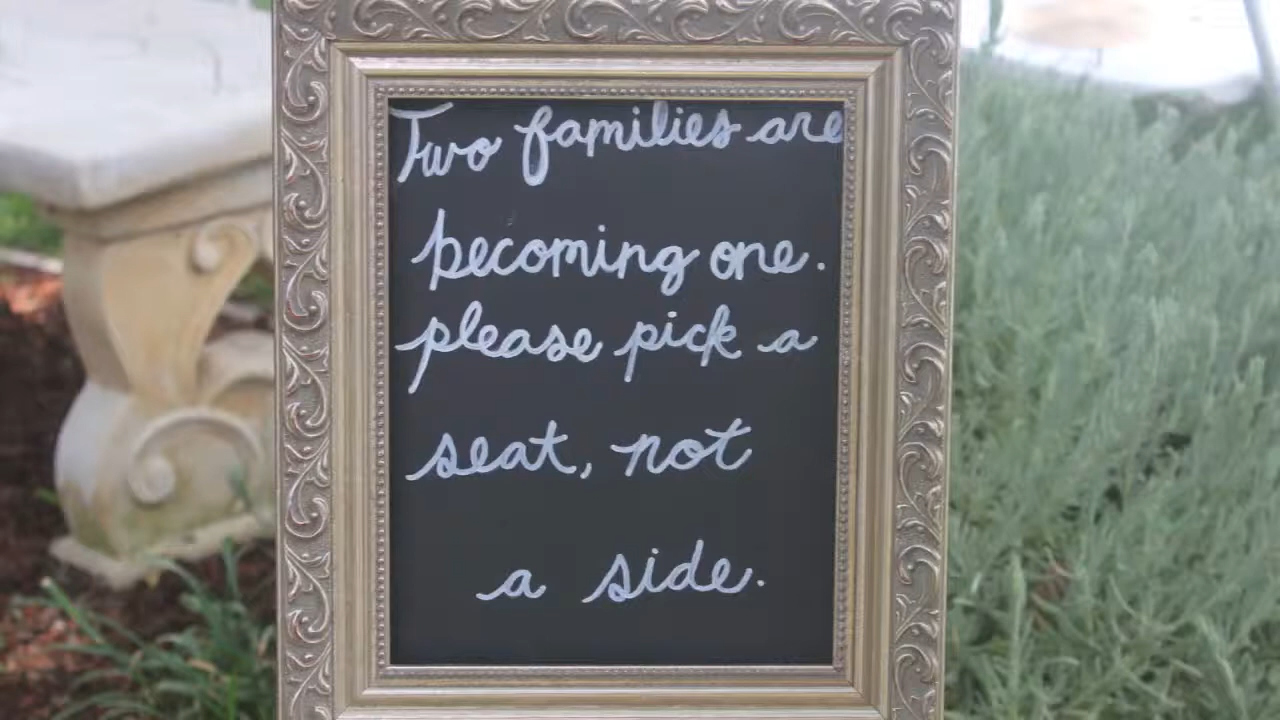 Two families are
becoming one.
please pick a
seat, not
a side.